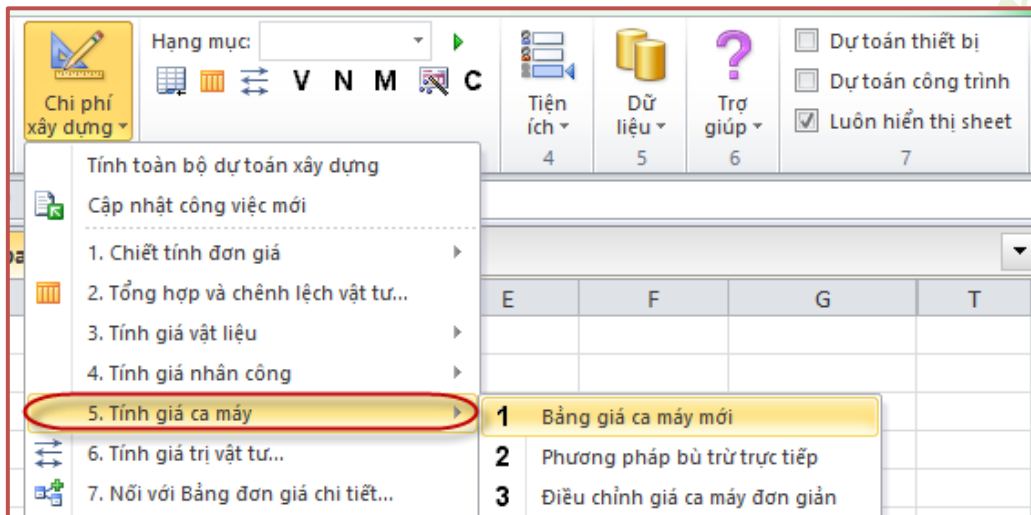 Chi phí
xây dựng
Hạng mục:
V N M C
Tiện
ích
4
Dữ
liệu
5
Trợ
giúp
6
Dự toán thiết bị
Dự toán công trình
Luôn hiển thị sheet
7
Tính toàn bộ dự toán xây dựng
Cập nhật công việc mới
1. Chiết tính đơn giá
2. Tổng hợp và chênh lệch vật tư...
3. Tính giá vật liệu
4. Tính giá nhân công
5. Tính giá ca máy
6. Tính giá trị vật tư...
7. Nối với Bảng đơn giá chi tiết...
E F G T
1 Bảng giá ca máy mới
2 Phương pháp bù trừ trực tiếp
3 Điều chỉnh giá ca máy đơn giản